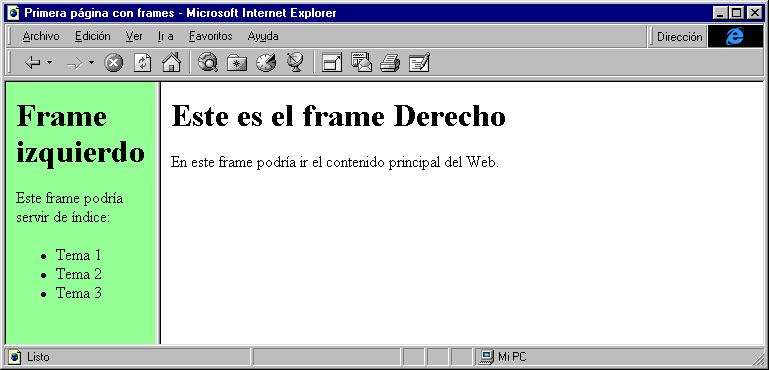 Primera página con frames - Microsoft Internet Explorer
Archivo Edición Ver Ir a Favoritos Ayuda Dirección
Frame
izquierdo
Este frame podría
servir de índice:
Tema 1
Tema 2
Tema 3
Este es el frame Derecho
En este frame podría ir el contenido principal del Web.
Listo
Mi PC